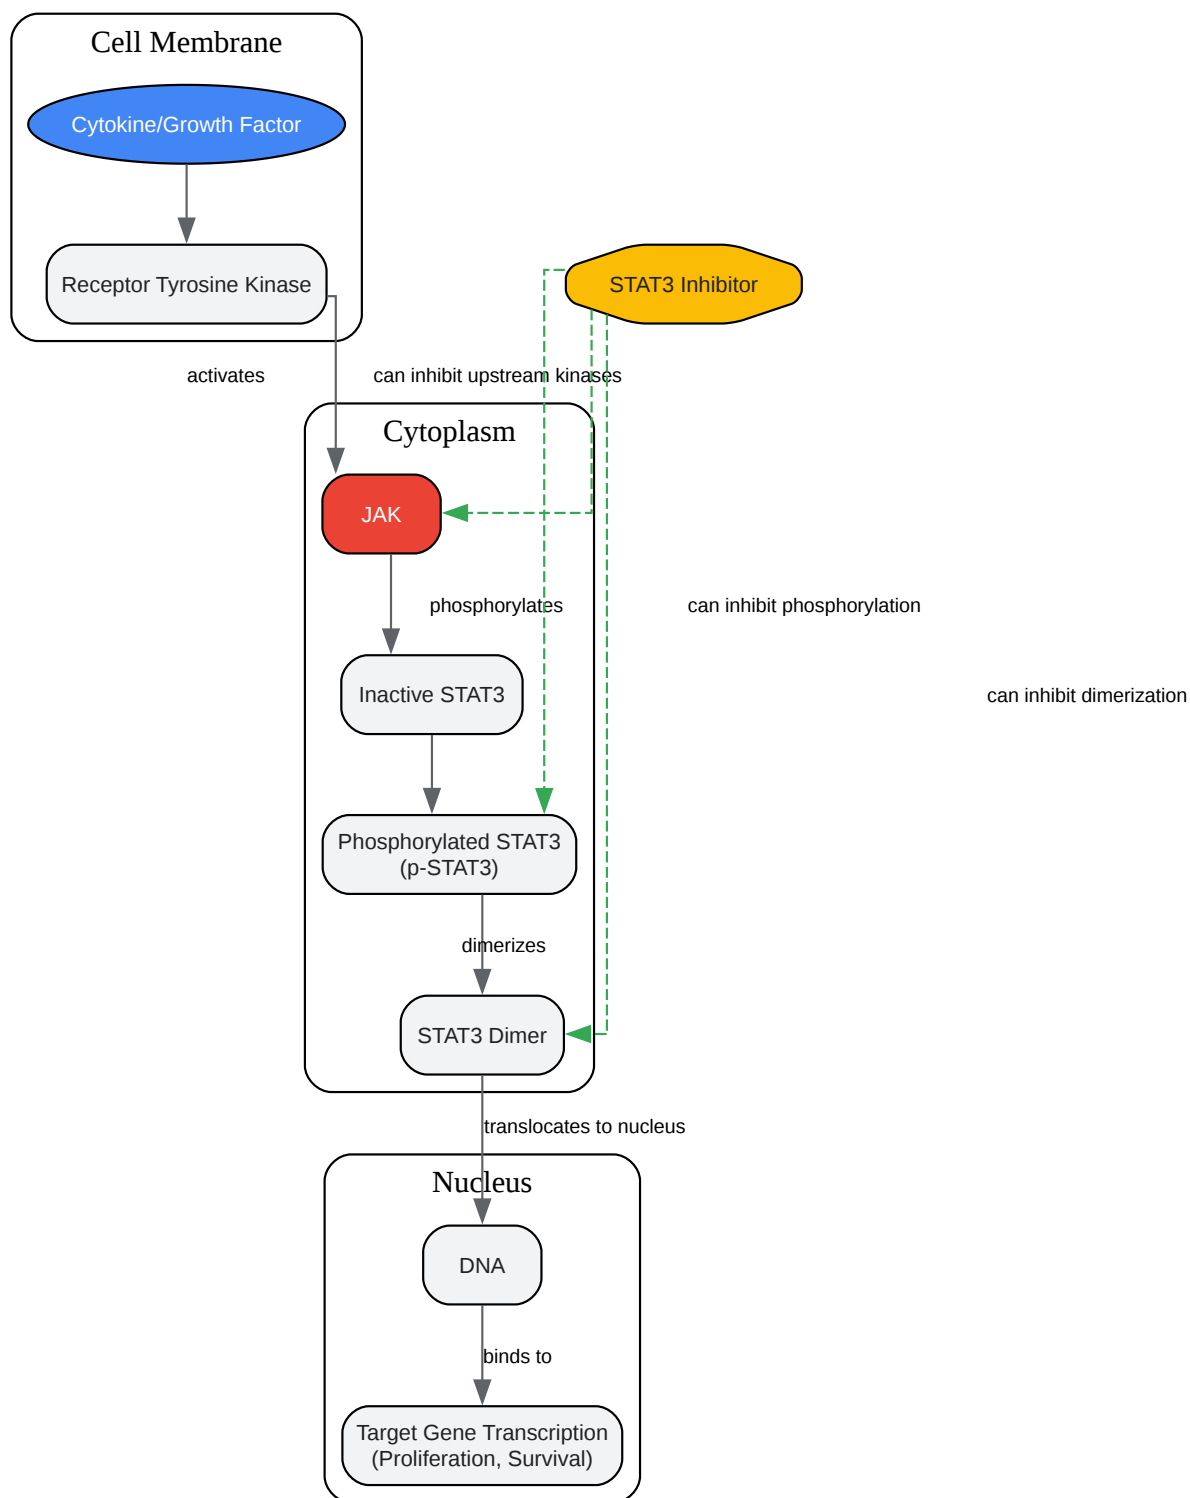 Cell Membrane
Cytokine/Growth Factor
Receptor Tyrosine Kinase
STAT3 Inhibitor
activates
can inhibit upstream kinases
Cytoplasm
JAK
phosphorylates
can inhibit phosphorylation
Inactive STAT3
can inhibit dimerization
Phosphorylated STAT3
(p-STAT3)
dimerizes
STAT3 Dimer
translocates to nucleus
Nucleus
DNA
binds to
Target Gene Transcription
(Proliferation, Survival)